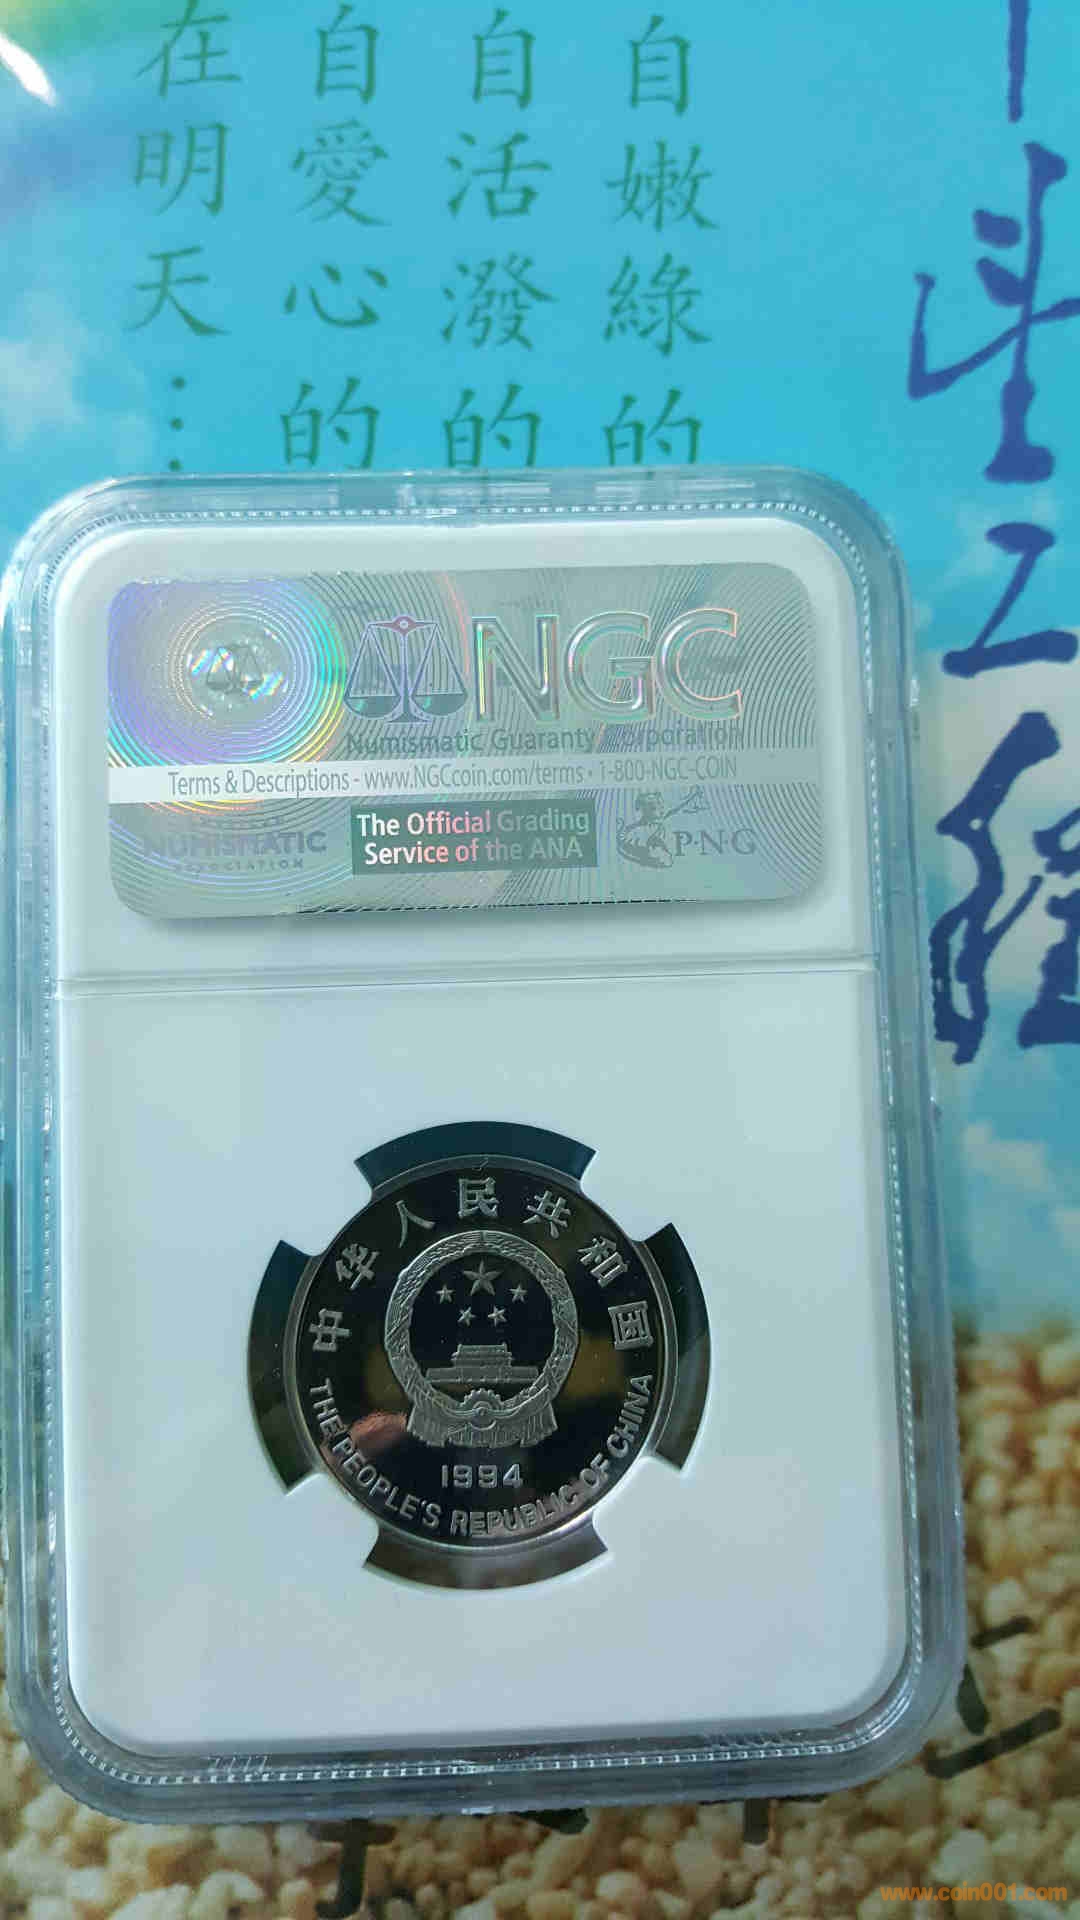 自嫩綠的
自活潑的
自愛心的
在明天…
NGC
Numismatic Guaranty Corporation
Terms & Descriptions - www.NGCcoin.com/terms • 1-800-NGC-COIN
NUMISMATIC
ASSOCIATION
The Official Grading
Service of the ANA
P·N·G
中华人民共和国
1994
THE PEOPLE'S REPUBLIC OF CHINA
www.coin001.com